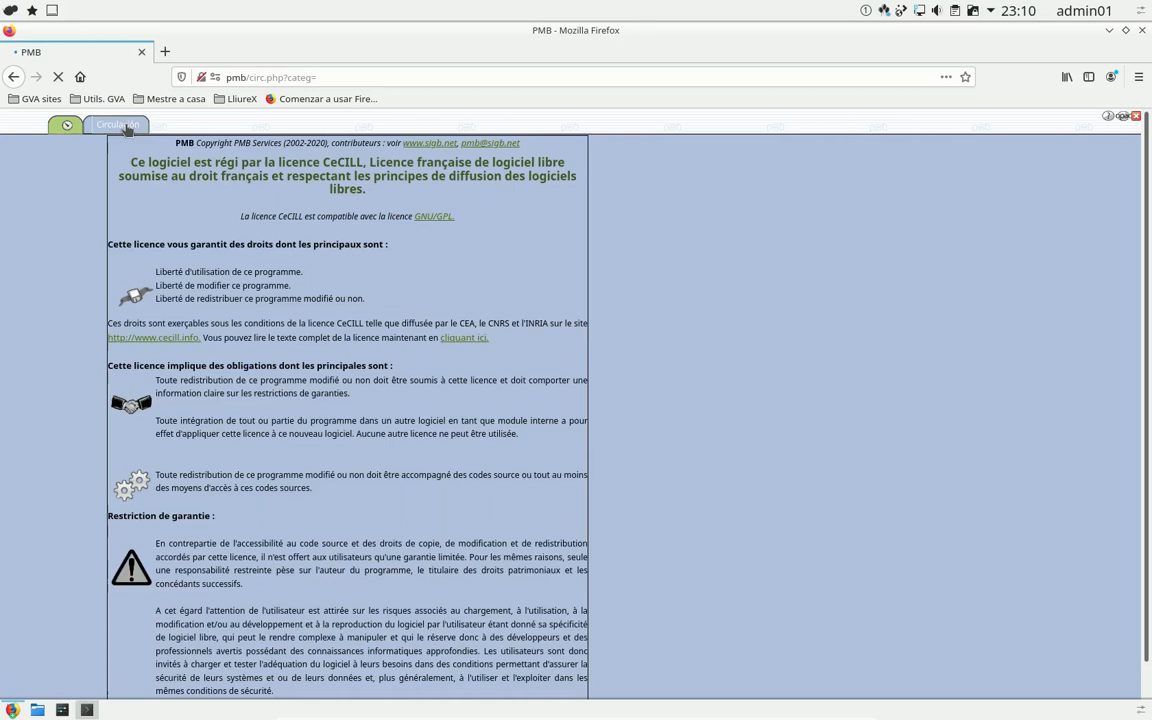 ① 23:10 admin01
PMB - Mozilla Firefox
PMB
pmb/circ.php?categ=
GVA sites Utils. GVA Mestre a casa LliureX Comenzar a usar Fire...
Circulación
PMB Copyright PMB Services (2002-2020), contributeurs : voir www.sigb.net, pmb@sigb.net
Ce logiciel est régi par la licence CeCILL, Licence française de logiciel libre
soumise au droit français et respectant les principes de diffusion des logiciels
libres.
La licence CeCILL est compatible avec la licence GNU/GPL.
Cette licence vous garantit des droits dont les principaux sont :
Liberté d'utilisation de ce programme.
Liberté de modifier ce programme.
Liberté de redistribuer ce programme modifié ou non.
Ces droits sont exerçables sous les conditions de la licence CeCILL telle que diffusée par le CEA, le CNRS et l'INRIA sur le site
http://www.cecill.info. Vous pouvez lire le texte complet de la licence maintenant en cliquant ici.
Cette licence implique des obligations dont les principales sont :
Toute redistribution de ce programme modifié ou non doit être soumis à cette licence et doit comporter une
information claire sur les restrictions de garanties.
Toute intégration de tout ou partie du programme dans un autre logiciel en tant que module interne a pour
effet d'appliquer cette licence à ce nouveau logiciel. Aucune autre licence ne peut être utilisée.
Toute redistribution de ce programme modifié ou non doit être accompagné des codes source ou tout au moins
des moyens d'accès à ces codes sources.
Restriction de garantie :
En contrepartie de l'accessibilité au code source et des droits de copie, de modification et de redistribution
accordés par cette licence, il n'est offert aux utilisateurs qu'une garantie limitée. Pour les mêmes raisons, seule
une responsabilité restreinte pèse sur l'auteur du programme, le titulaire des droits patrimoniaux et les
concédants successifs.
A cet égard l'attention de l'utilisateur est attirée sur les risques associés au chargement, à l'utilisation, à la
modification et/ou au développement et à la reproduction du logiciel par l'utilisateur étant donné sa spécificité
de logiciel libre, qui peut le rendre complexe à manipuler et qui le réserve donc à des développeurs et des
professionnels avertis possédant des connaissances informatiques approfondies. Les utilisateurs sont donc
invités à charger et tester l'adéquation du logiciel à leurs besoins dans des conditions permettant d'assurer la
sécurité de leurs systèmes et ou de leurs données et, plus généralement, à l'utiliser et l'exploiter dans les
mêmes conditions de sécurité.